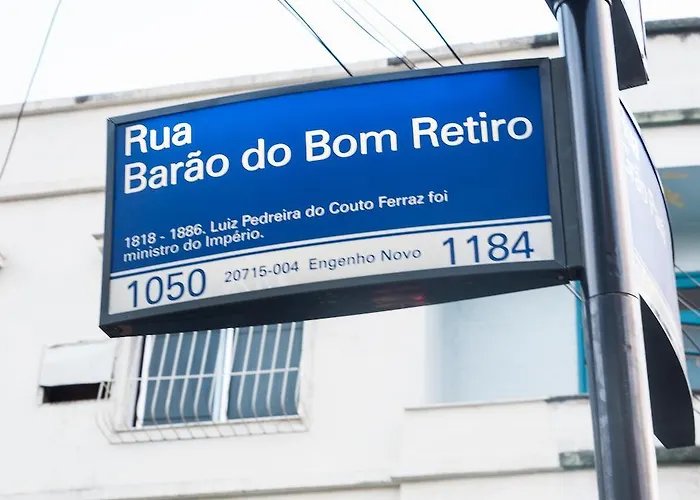 Rua
Barão do Bom Retiro
1818 - 1886. Luiz Pedreira do Couto Ferraz foi
ministro do Império.
1050 20715-004 Engenho Novo 1184